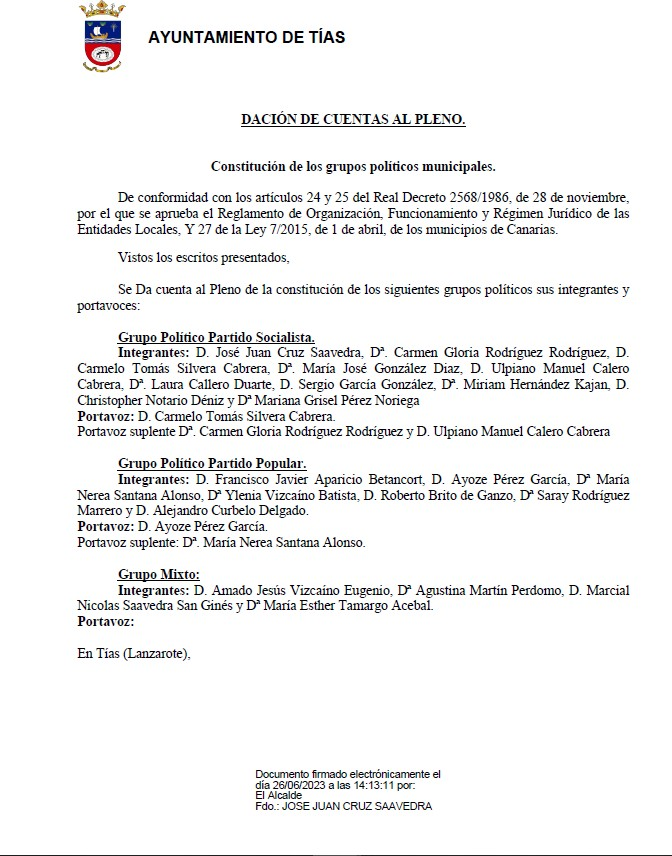 AYUNTAMIENTO DE TÍAS
DACIÓN DE CUENTAS AL PLENO.
Constitución de los grupos políticos municipales.
De conformidad con los artículos 24 y 25 del Real Decreto 2568/1986, de 28 de noviembre,
por el que se aprueba el Reglamento de Organización, Funcionamiento y Régimen Jurídico de las
Entidades Locales, Y 27 de la Ley 7/2015, de 1 de abril, de los municipios de Canarias.
Vistos los escritos presentados,
Se Da cuenta al Pleno de la constitución de los siguientes grupos políticos sus integrantes y
portavoces:
Grupo Político Partido Socialista.
Integrantes: D. José Juan Cruz Saavedra, Dª. Carmen Gloria Rodríguez Rodríguez, D.
Carmelo Tomás Silvera Cabrera, Dª. María José González Diaz, D. Ulpiano Manuel Calero
Cabrera, Dª. Laura Callero Duarte, D. Sergio García González, Dª. Miriam Hernández Kajan, D.
Christopher Notario Déniz y Dª Mariana Grisel Pérez Noriega
Portavoz: D. Carmelo Tomás Silvera Cabrera.
Portavoz suplente Dª. Carmen Gloria Rodríguez Rodríguez y D. Ulpiano Manuel Calero Cabrera
Grupo Político Partido Popular.
Integrantes: D. Francisco Javier Aparicio Betancort, D. Ayoze Pérez García, Dª María
Nerea Santana Alonso, Dª Ylenia Vizcaíno Batista, D. Roberto Brito de Ganzo, Dª Saray Rodríguez
Marrero y D. Alejandro Curbelo Delgado.
Portavoz: D. Ayoze Pérez García.
Portavoz suplente: Dª. María Nerea Santana Alonso.
Grupo Mixto:
Integrantes: D. Amado Jesús Vizcaíno Eugenio, Dª Agustina Martín Perdomo, D. Marcial
Nicolas Saavedra San Ginés y Dª María Esther Tamargo Acebal.
Portavoz:
En Tías (Lanzarote),
Documento firmado electrónicamente el
día 26/06/2023 a las 14:13:11 por:
El Alcalde
Fdo.: JOSE JUAN CRUZ SAAVEDRA